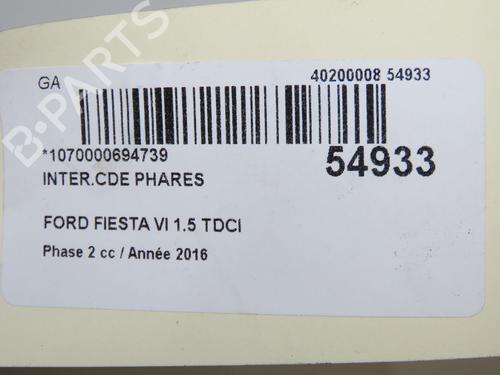 GA
40200008 54933
*1070000694739
54933
INTER.CDE PHARES
FORD FIESTA VI 1.5 TDCI
Phase 2 cc / Année 2016
B-PARTS